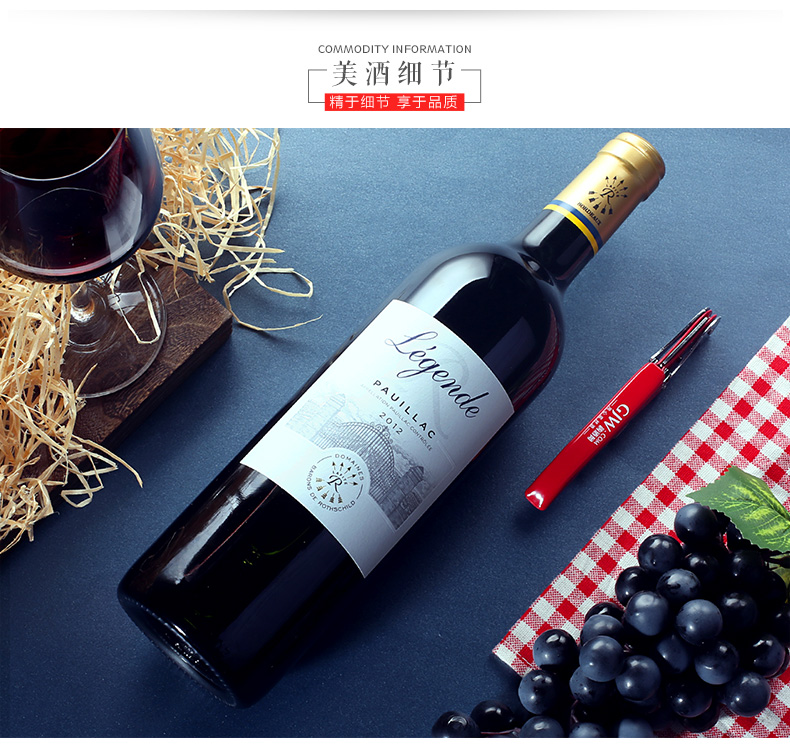 COMMODITY INFORMATION
美酒细节
精于细节 享于品质
R
Légende
PAUILLAC
2012
DOMAINES
BARONS DE ROTHSCHILD
R
GJW.COM